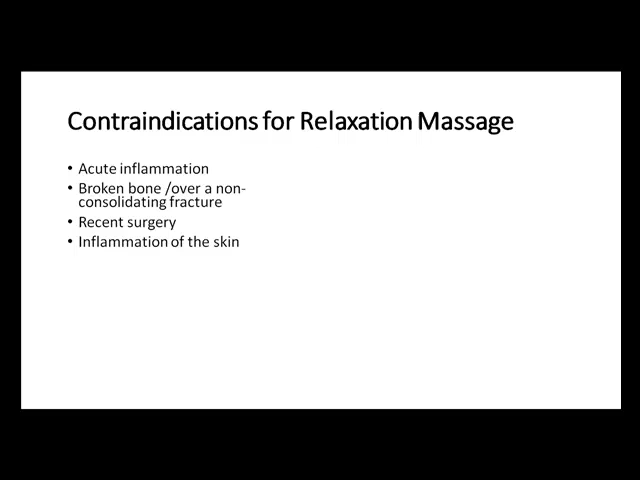 Contraindications for Relaxation Massage
• Acute inflammation
• Broken bone /over a non-
consolidating fracture
• Recent surgery
• Inflammation of the skin